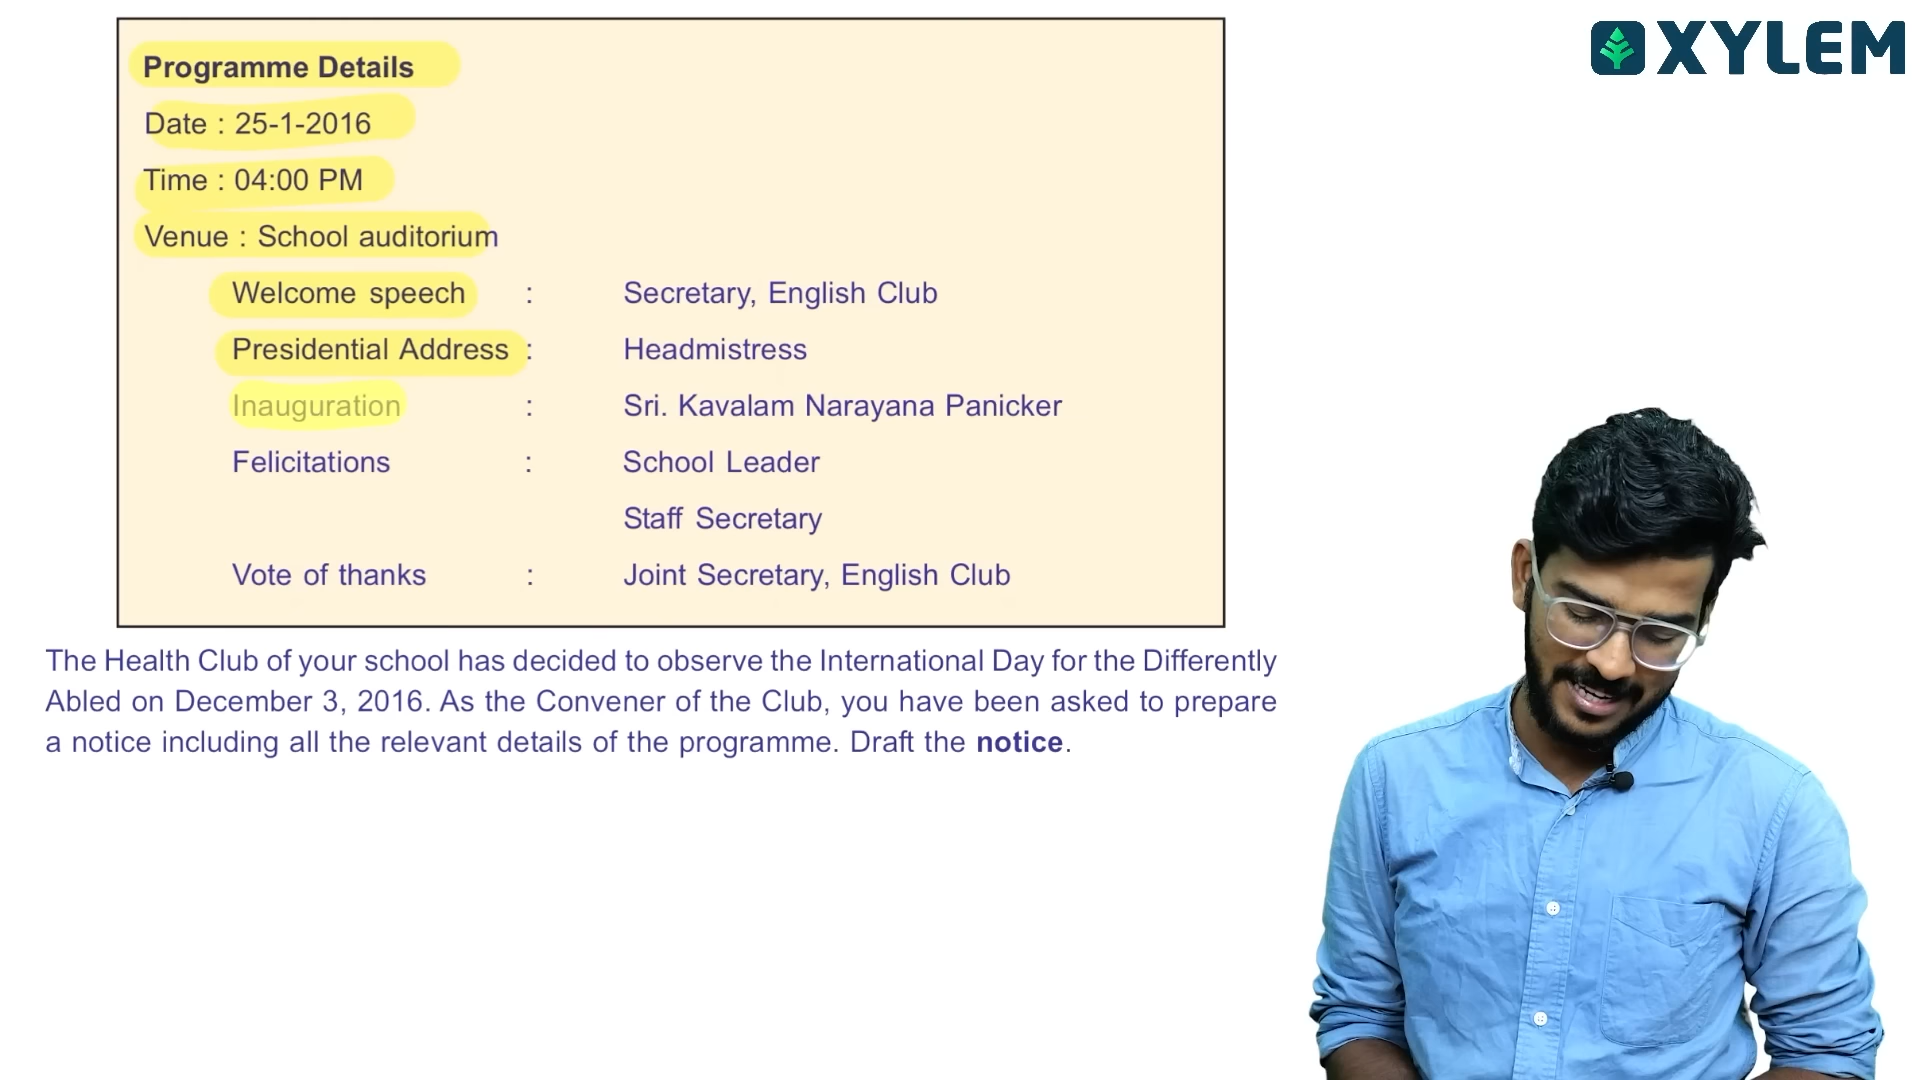 XYLEM
Programme Details
Date : 25-1-2016
Time : 04:00 PM
Venue : School auditorium
Welcome speech : Secretary, English Club
Presidential Address : Headmistress
Inauguration : Sri. Kavalam Narayana Panicker
Felicitations : School Leader
Staff Secretary
Vote of thanks : Joint Secretary, English Club
The Health Club of your school has decided to observe the International Day for the Differently
Abled on December 3, 2016. As the Convener of the Club, you have been asked to prepare
a notice including all the relevant details of the programme. Draft the notice.